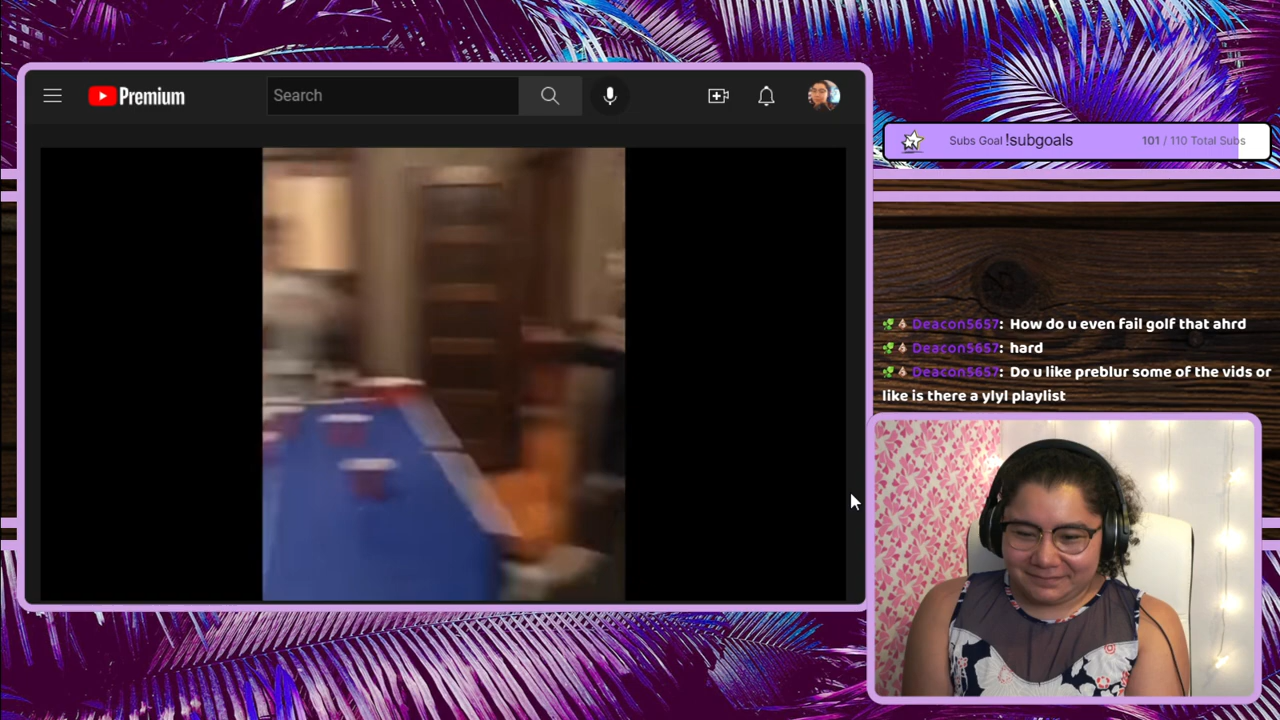 Premium
Search
Subs Goal !subgoals 101 / 110 Total Subs
Deacon5657: How do u even fail golf that ahrd
Deacon5657: hard
Deacon5657: Do u like preblur some of the vids or
like is there a ylyl playlist